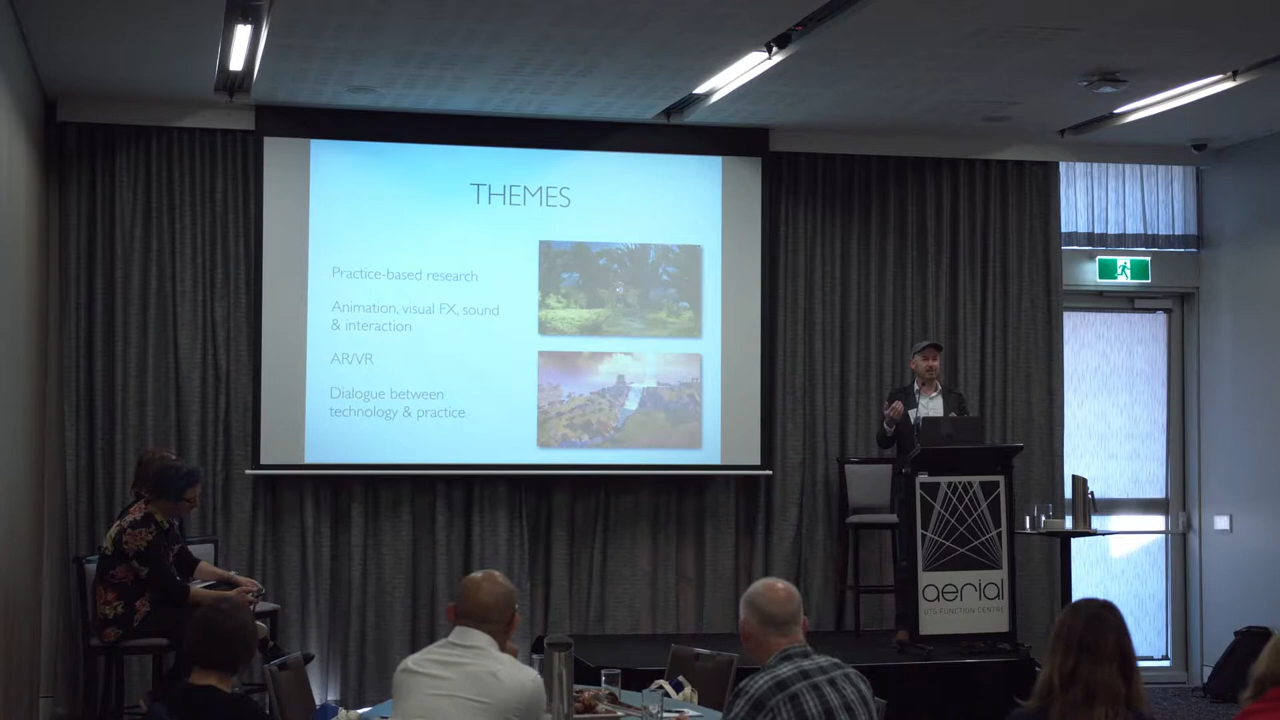 THEMES
Practice-based research
Animation, visual FX, sound
& interaction
AR/VR
Dialogue between
technology & practice
aerial
UTS FUNCTION CENTRE